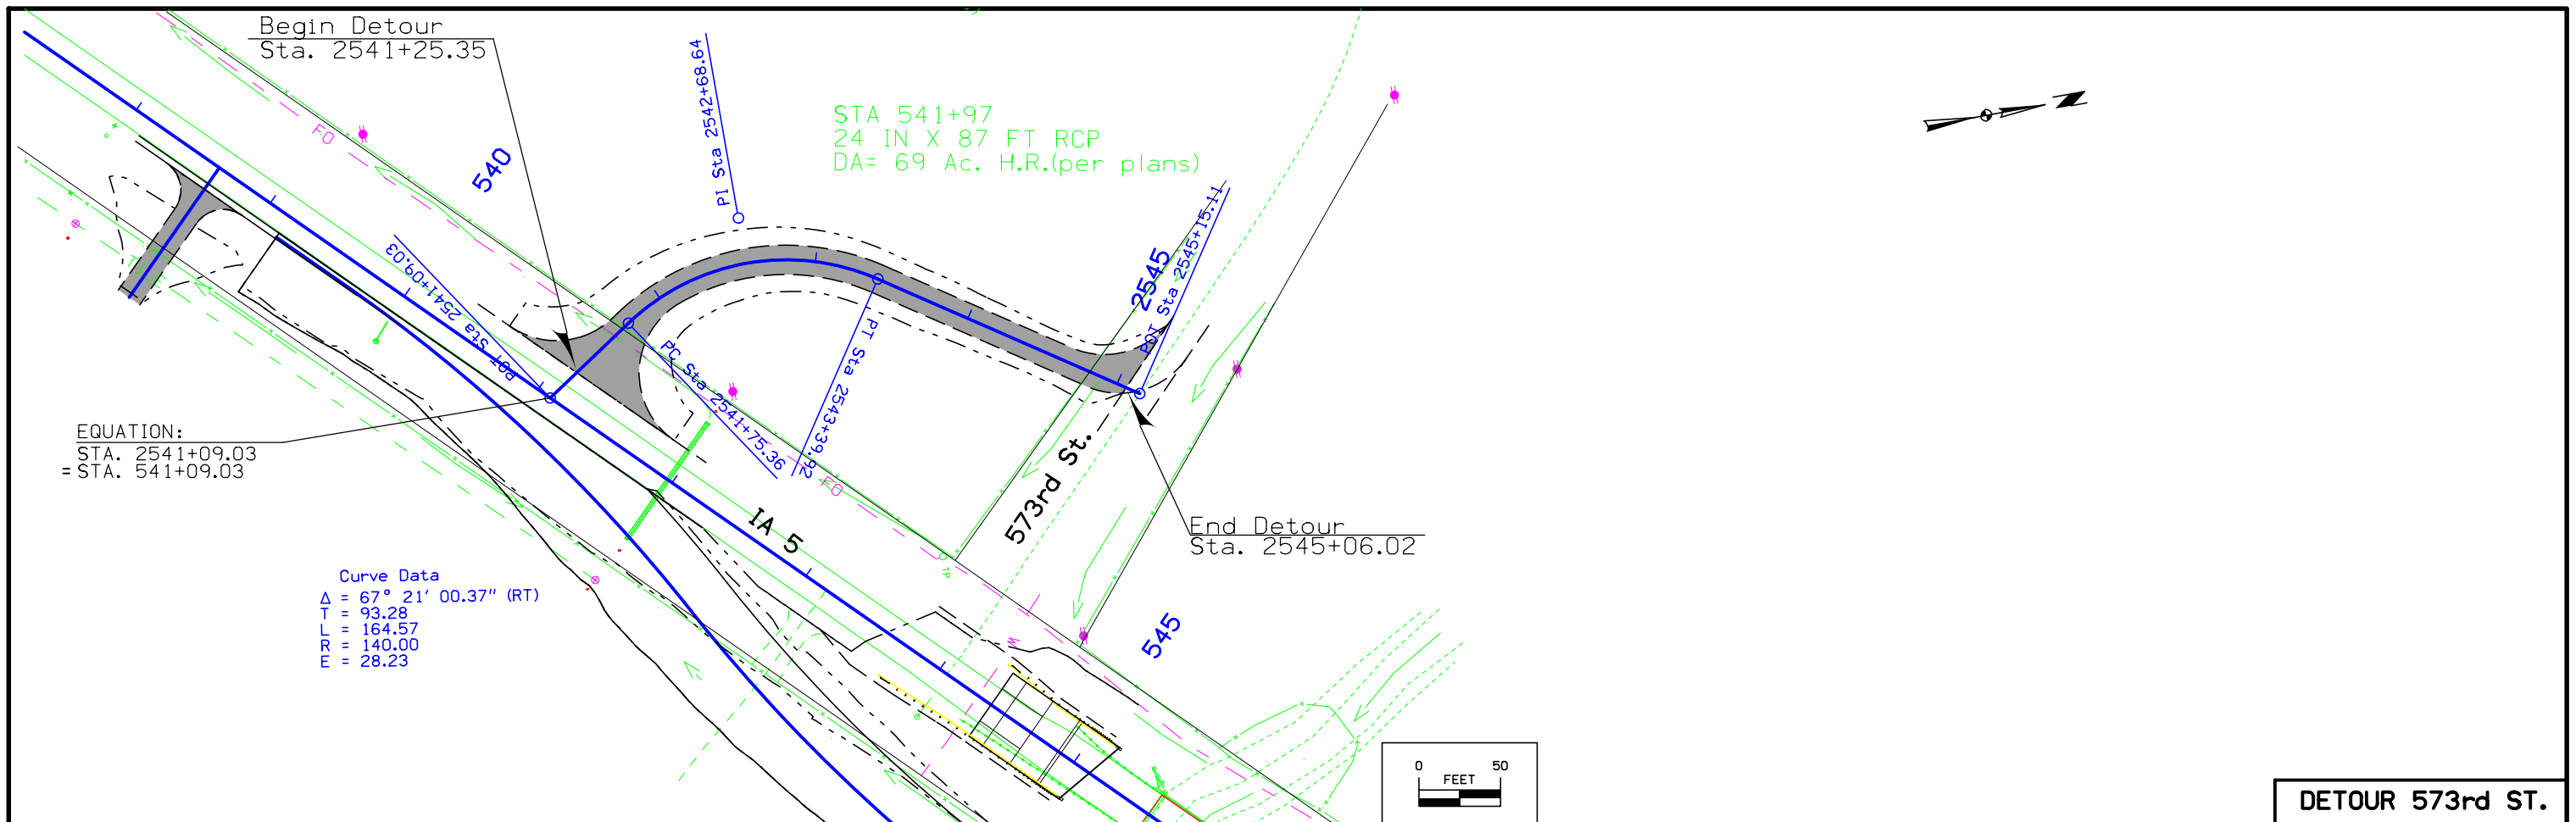 Begin Detour
Sta. 2541+25.35
PI Sta 2542+68.64
STA 541+97
24 IN X 87 FT RCP
DA= 69 Ac. H.R.(per plans)
FO
540
POT Sta 2541+09.03
2545
POT Sta 2545+15.11
PC Sta 2541+75.36
PT Sta 2543+39.92
FO
EQUATION:
STA. 2541+09.03
= STA. 541+09.03
IA 5
573rd St.
End Detour
Sta. 2545+06.02
TP
Curve Data
Δ = 67° 21' 00.37" (RT)
T = 93.28
L = 164.57
R = 140.00
E = 28.23
545
W
0 50
FEET
DETOUR 573rd ST.